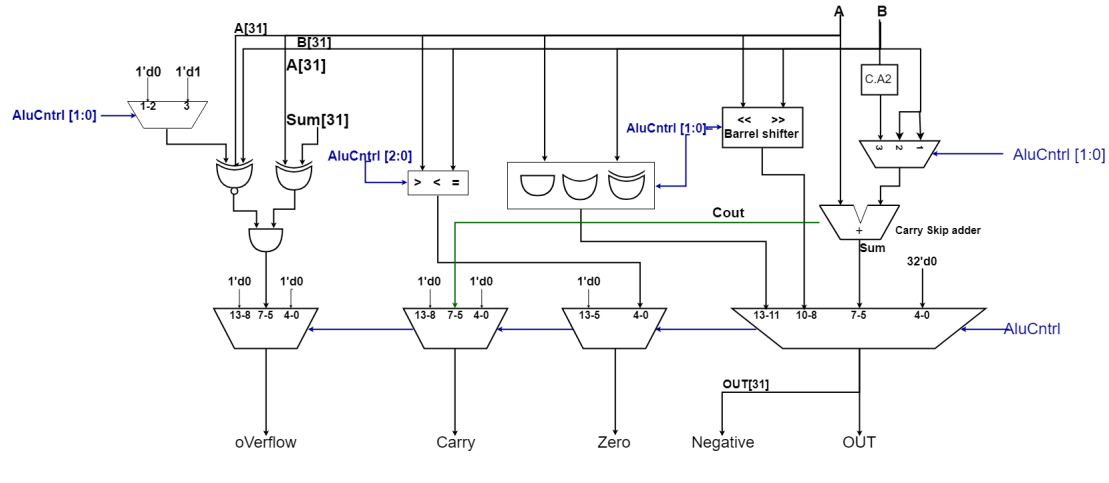 A B
A[31]
B[31]
A[31]
1'd0 1'd1
1-2 3
AluCntrl [1:0]
Sum[31]
AluCntrl [2:0]
> < =
AluCntrl [1:0]
<< >>
Barrel shifter
C.A2
3 2 1
AluCntrl [1:0]
Cout
+
Carry Skip adder
Sum
32'd0
1'd0 1'd0
1'd0 1'd0
1'd0
13-8 7-5 4-0
13-8 7-5 4-0
13-5 4-0
13-11 10-8 7-5 4-0
AluCntrl
OUT[31]
oVerflow Carry Zero Negative OUT